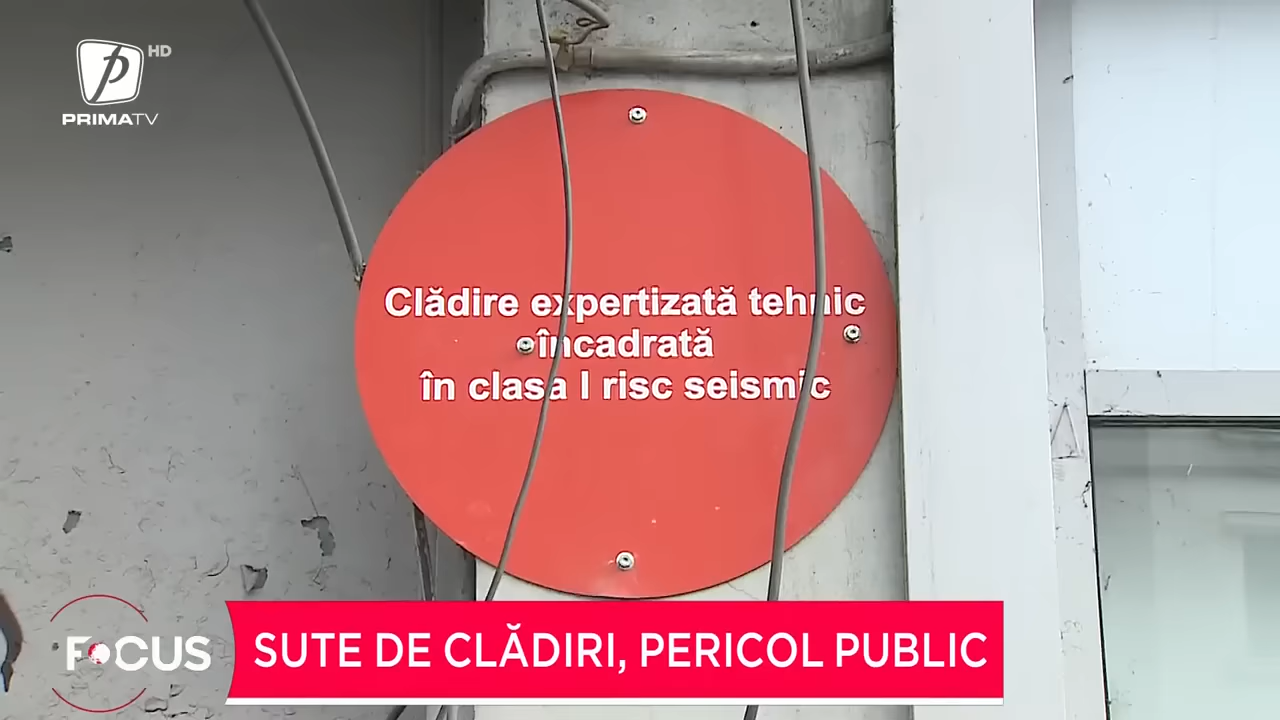 HD
PRIMATV
Clădire expertizată tehnic
încadrată
în clasa I risc seismic
FOCUS
SUTE DE CLĂDIRI, PERICOL PUBLIC